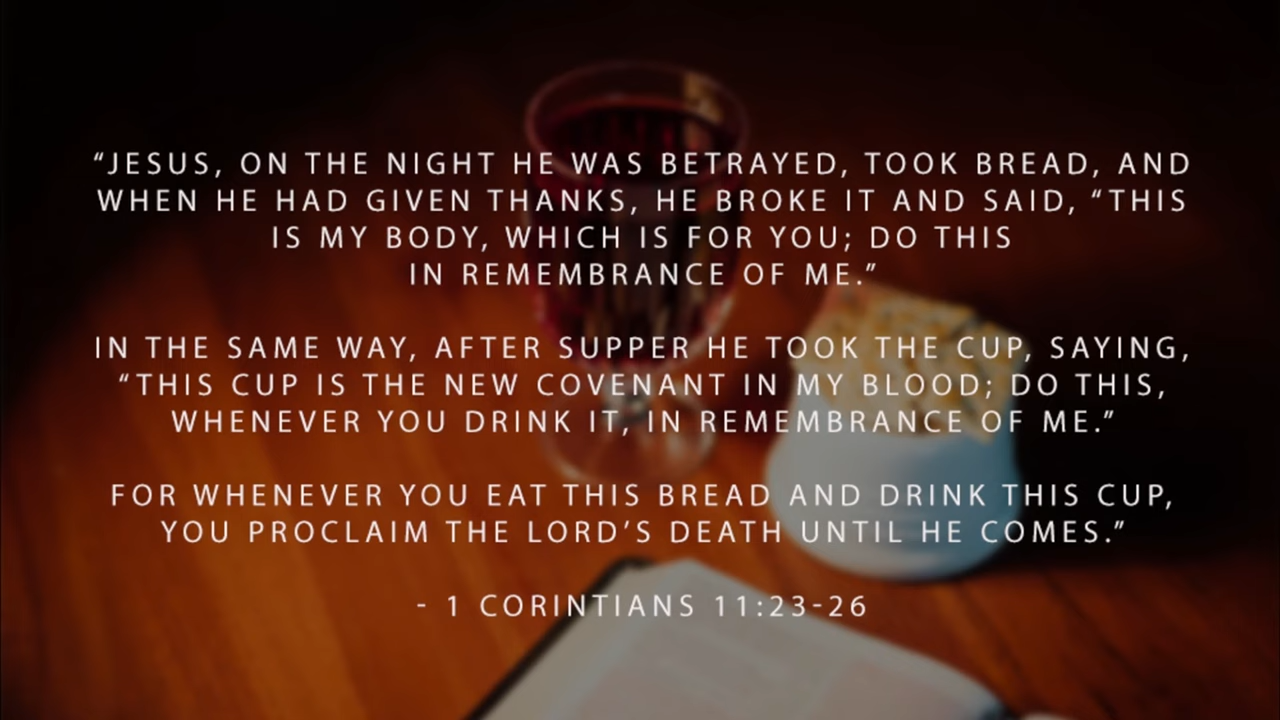 “JESUS, ON THE NIGHT HE WAS BETRAYED, TOOK BREAD, AND
WHEN HE HAD GIVEN THANKS, HE BROKE IT AND SAID, “THIS
IS MY BODY, WHICH IS FOR YOU; DO THIS
IN REMEMBRANCE OF ME.”
IN THE SAME WAY, AFTER SUPPER HE TOOK THE CUP, SAYING,
“THIS CUP IS THE NEW COVENANT IN MY BLOOD; DO THIS,
WHENEVER YOU DRINK IT, IN REMEMBRANCE OF ME.”
FOR WHENEVER YOU EAT THIS BREAD AND DRINK THIS CUP,
YOU PROCLAIM THE LORD’S DEATH UNTIL HE COMES.”
- 1 CORINTIANS 11:23-26